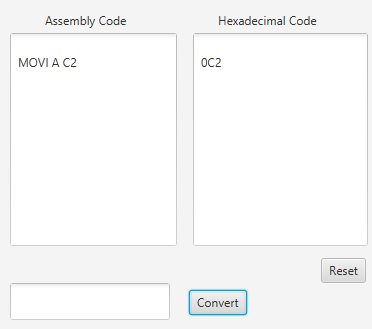 Assembly Code
Hexadecimal Code
MOVI A C2
0C2
Reset
Convert